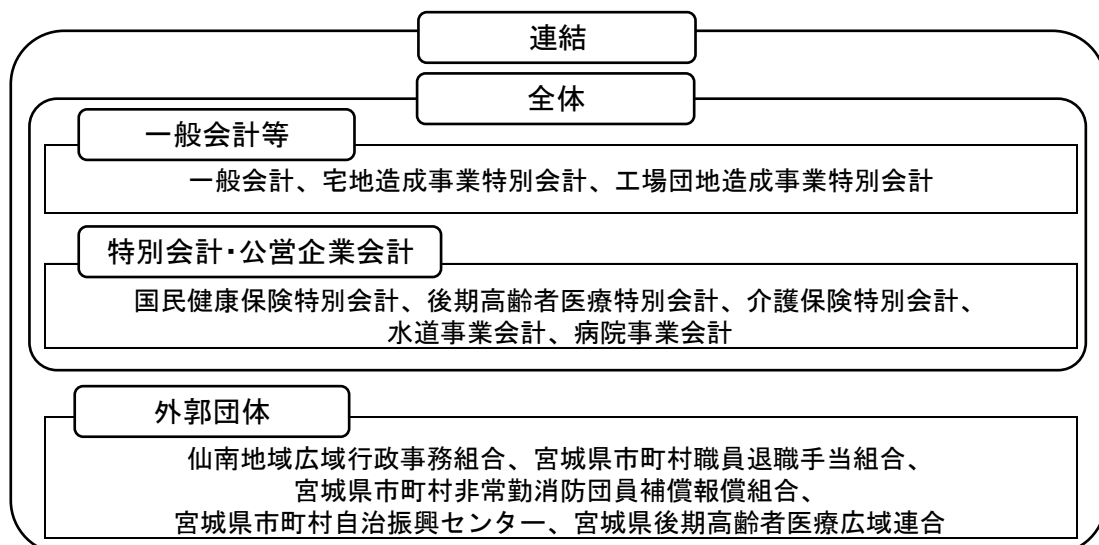 連結
全体
一般会計等
一般会計、宅地造成事業特別会計、工場団地造成事業特別会計
特別会計・公営企業会計
国民健康保険特別会計、後期高齢者医療特別会計、介護保険特別会計、
水道事業会計、病院事業会計
外郭団体
仙南地域広域行政事務組合、宮城県市町村職員退職手当組合、
宮城県市町村非常勤消防団員補償報償組合、
宮城県市町村自治振興センター、宮城県後期高齢者医療広域連合